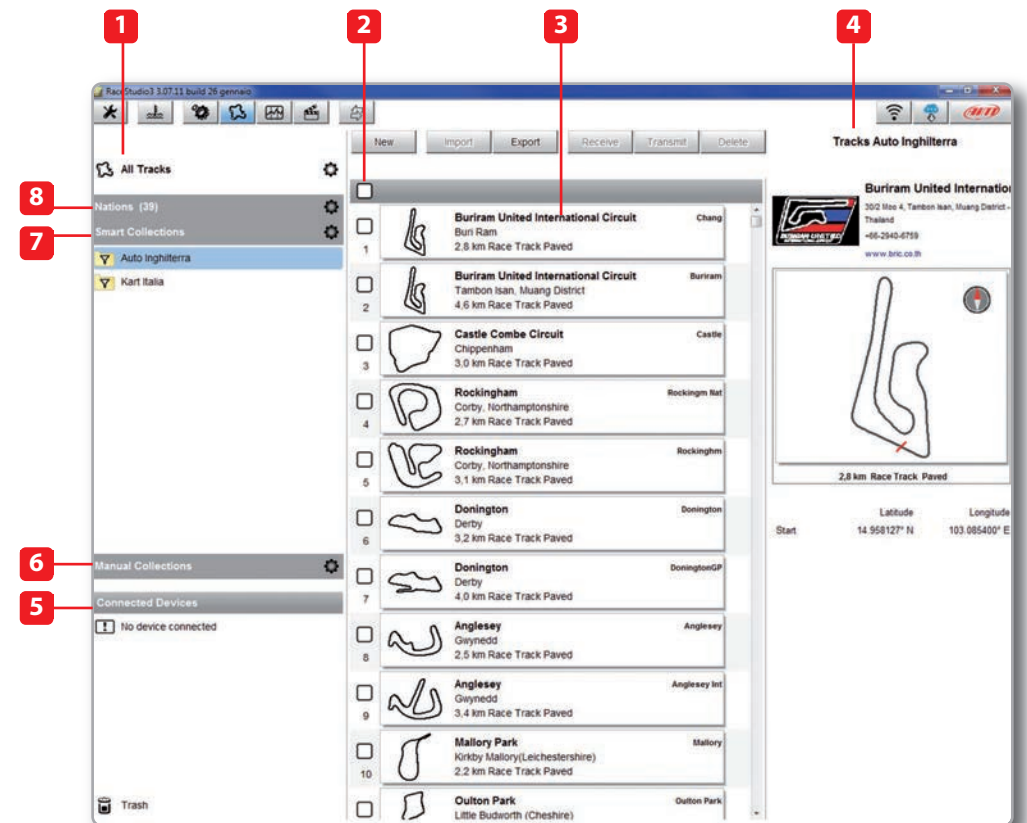 1
2
3
4
RaceStudio3 3.07.11 build 26 gennaio
AiM
New Import Export Receive Transmit Delete
Tracks Auto Inghilterra
All Tracks
8
Nations (39)
7
Smart Collections
Auto Inghilterra
Kart Italia
6
Manual Collections
5
Connected Devices
No device connected
Trash
Buriram United International Circuit Chang
Buri Ram
1 2,8 km Race Track Paved
Buriram United International Circuit Buriram
Tambon Isan, Muang District
2 4,6 km Race Track Paved
Castle Combe Circuit Castle
Chippenham
3 3,0 km Race Track Paved
Rockingham Rockingm Nat
Corby, Northamptonshire
4 2,7 km Race Track Paved
Rockingham Rockinghm
Corby, Northamptonshire
5 3,1 km Race Track Paved
Donington Donington
Derby
6 3,2 km Race Track Paved
Donington DoningtonGP
Derby
7 4,0 km Race Track Paved
Anglesey Anglesey
Gwynedd
8 2,5 km Race Track Paved
Anglesey Anglesey Int
Gwynedd
9 3,4 km Race Track Paved
Mallory Park Mallory
Kirkby Mallory(Leichestershire)
10 2,2 km Race Track Paved
Oulton Park Oulton Park
Little Budworth (Cheshire)
Buriram United Internation
30/2 Moo 4, Tambon Isan, Muang District -
Thailand
+66-2940-6759
www.bric.co.th
BURIRAM UNITED
2,8 km Race Track Paved
Latitude Longitude
Start 14.958127° N 103.085400° E